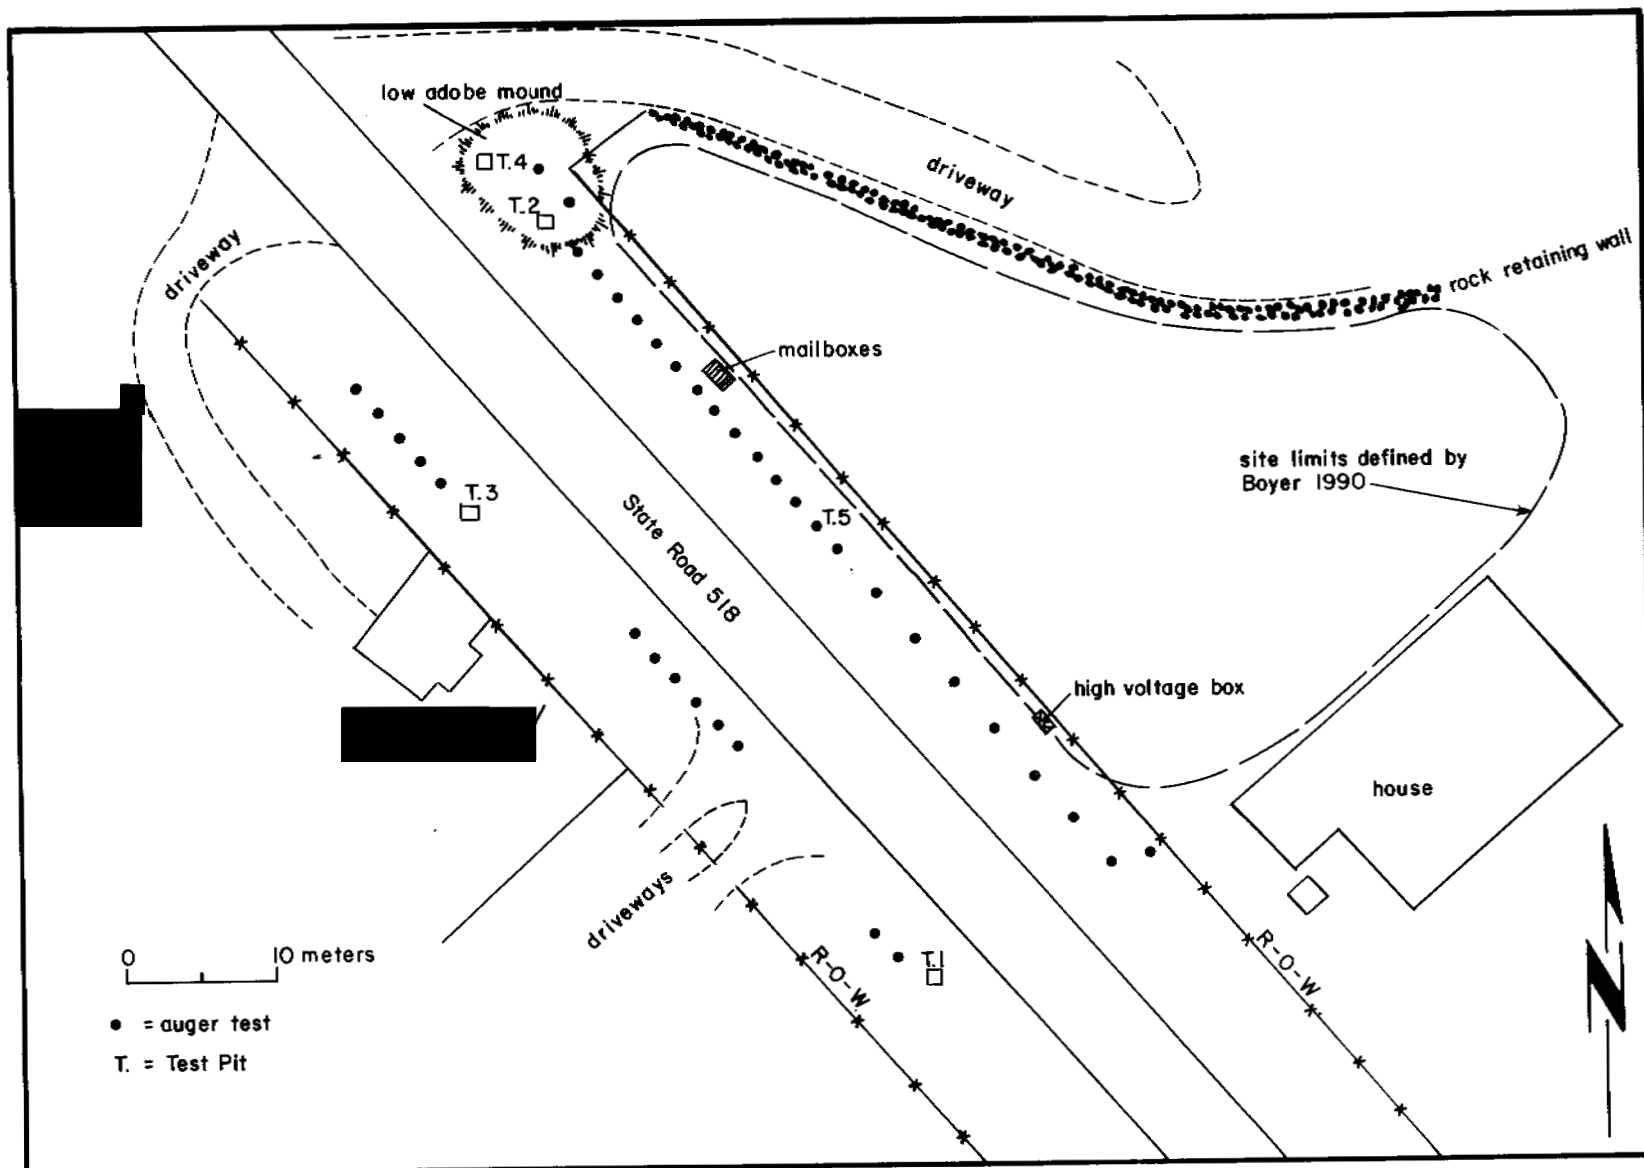 low adobe mound
T.4
T.2
driveway
driveway
rock retaining wall
mailboxes
site limits defined by
Boyer 1990
T.3
T.5
State Road 518
high voltage box
house
driveways
R-O-W
R-O-W
T.1
0 10 meters
● = auger test
T. = Test Pit
N